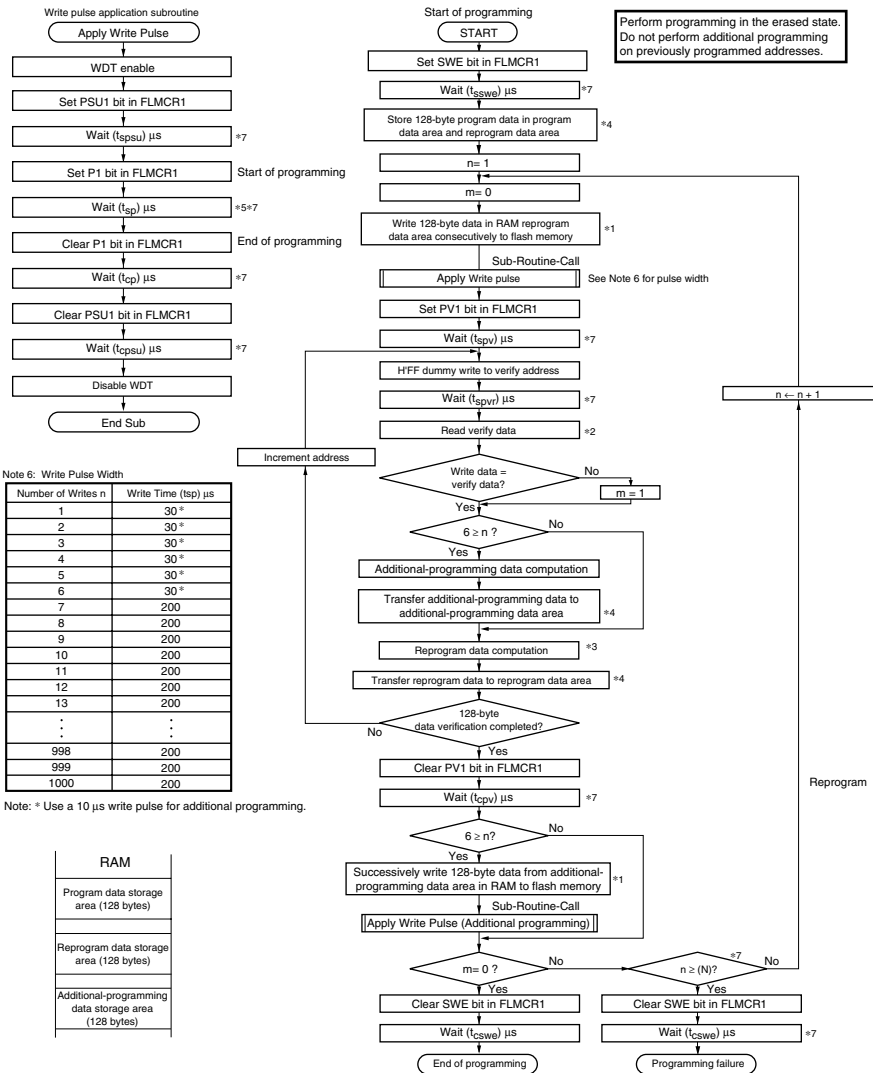 Write pulse application subroutine
Apply Write Pulse
WDT enable
Set PSU1 bit in FLMCR1
Wait (tspsu) μs
*7
Set P1 bit in FLMCR1
Start of programming
Wait (tsp) μs
*5*7
Clear P1 bit in FLMCR1
End of programming
Wait (tcp) μs
*7
Clear PSU1 bit in FLMCR1
Wait (tcpsu) μs
*7
Disable WDT
End Sub
Note 6: Write Pulse Width
Number of Writes n Write Time (tsp) μs
1 30*
2 30*
3 30*
4 30*
5 30*
6 30*
7 200
8 200
9 200
10 200
11 200
12 200
13 200
998 200
999 200
1000 200
Note: * Use a 10 μs write pulse for additional programming.
RAM
Program data storage
area (128 bytes)
Reprogram data storage
area (128 bytes)
Additional-programming
data storage area
(128 bytes)
Start of programming
START
Perform programming in the erased state.
Do not perform additional programming
on previously programmed addresses.
Set SWE bit in FLMCR1
Wait (tsswe) μs
*7
Store 128-byte program data in program
data area and reprogram data area
*4
n= 1
m= 0
Write 128-byte data in RAM reprogram
data area consecutively to flash memory
*1
Sub-Routine-Call
Apply Write pulse
See Note 6 for pulse width
Set PV1 bit in FLMCR1
Wait (tspv) μs
*7
H'FF dummy write to verify address
Wait (tspvr) μs
*7
Read verify data
*2
Increment address
n ← n + 1
Write data =
verify data?
No
m = 1
Yes
6 ≥ n ?
No
Yes
Additional-programming data computation
Transfer additional-programming data to
additional-programming data area
*4
Reprogram data computation
*3
Transfer reprogram data to reprogram data area
*4
128-byte
data verification completed?
No
Yes
Clear PV1 bit in FLMCR1
Reprogram
Wait (tcpv) μs
*7
6 ≥ n?
No
Yes
Successively write 128-byte data from additional-
programming data area in RAM to flash memory
*1
Sub-Routine-Call
Apply Write Pulse (Additional programming)
m= 0 ?
No
*7
n ≥ (N)?
No
Yes
Yes
Clear SWE bit in FLMCR1
Clear SWE bit in FLMCR1
Wait (tcswe) μs
Wait (tcswe) μs
*7
End of programming
Programming failure